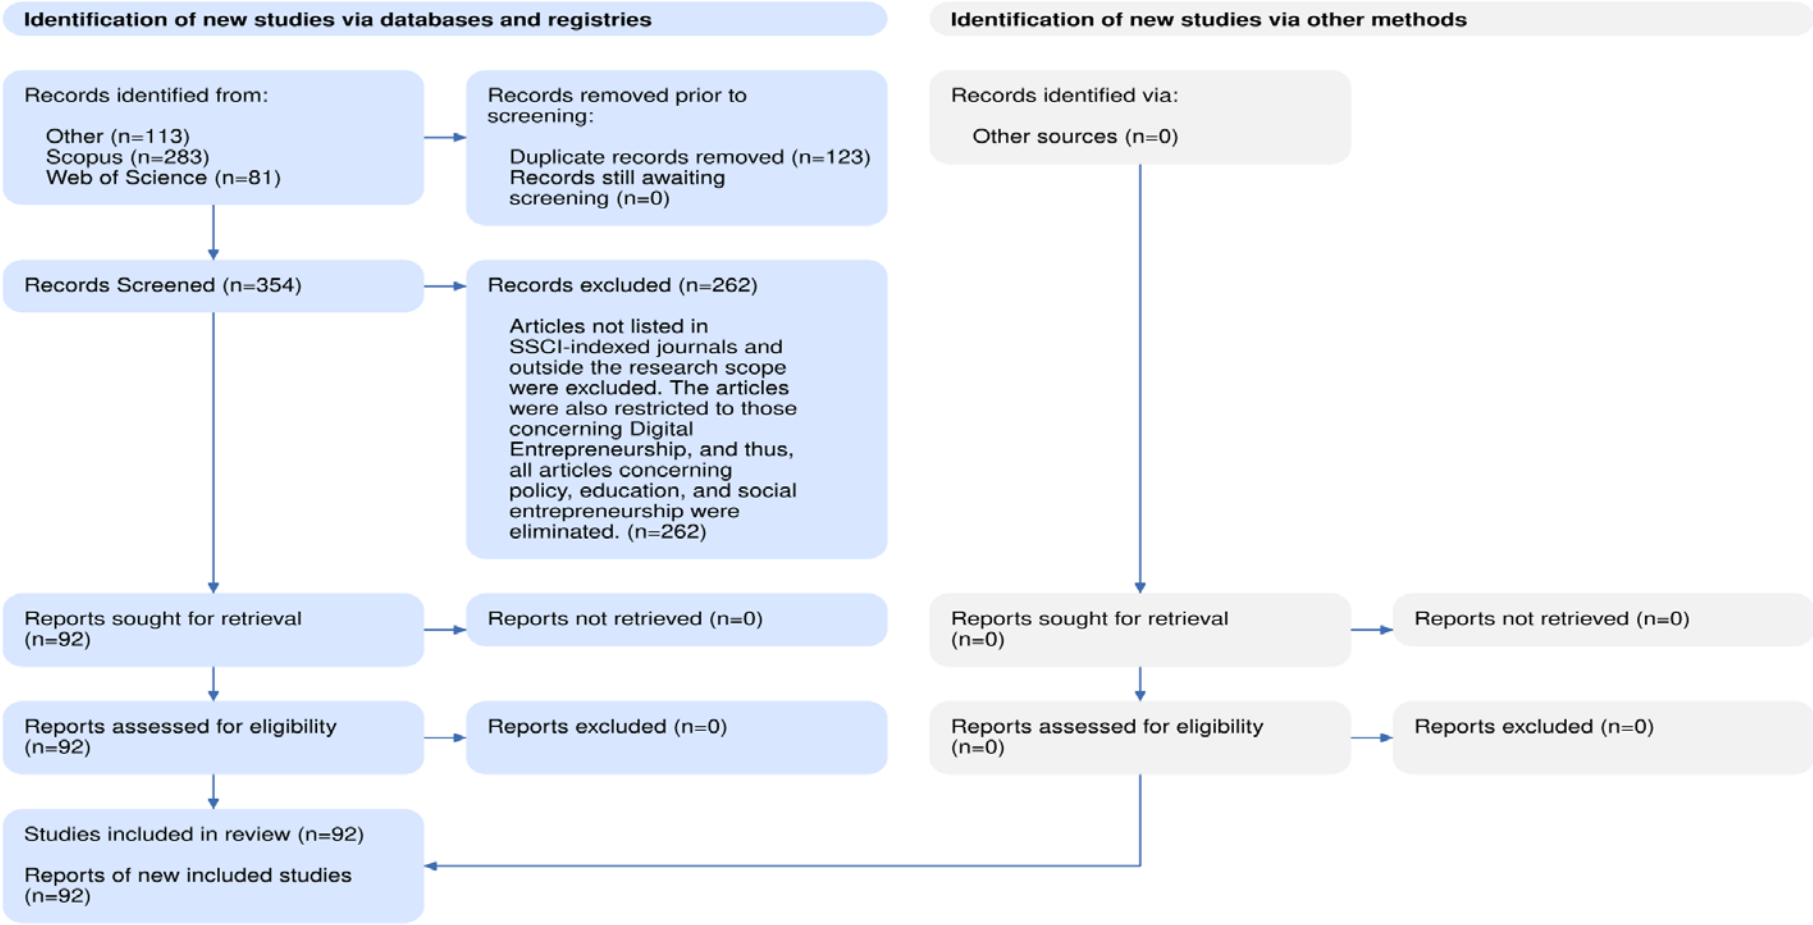 Identification of new studies via databases and registries
Identification of new studies via other methods
Records identified from:
Other (n=113)
Scopus (n=283)
Web of Science (n=81)
Records removed prior to
screening:
Duplicate records removed (n=123)
Records still awaiting
screening (n=0)
Records identified via:
Other sources (n=0)
Records Screened (n=354)
Records excluded (n=262)
Articles not listed in
SSCI-indexed journals and
outside the research scope
were excluded. The articles
were also restricted to those
concerning Digital
Entrepreneurship, and thus,
all articles concerning
policy, education, and social
entrepreneurship were
eliminated. (n=262)
Reports sought for retrieval
(n=92)
Reports not retrieved (n=0)
Reports sought for retrieval
(n=0)
Reports not retrieved (n=0)
Reports assessed for eligibility
(n=92)
Reports excluded (n=0)
Reports assessed for eligibility
(n=0)
Reports excluded (n=0)
Studies included in review (n=92)
Reports of new included studies
(n=92)